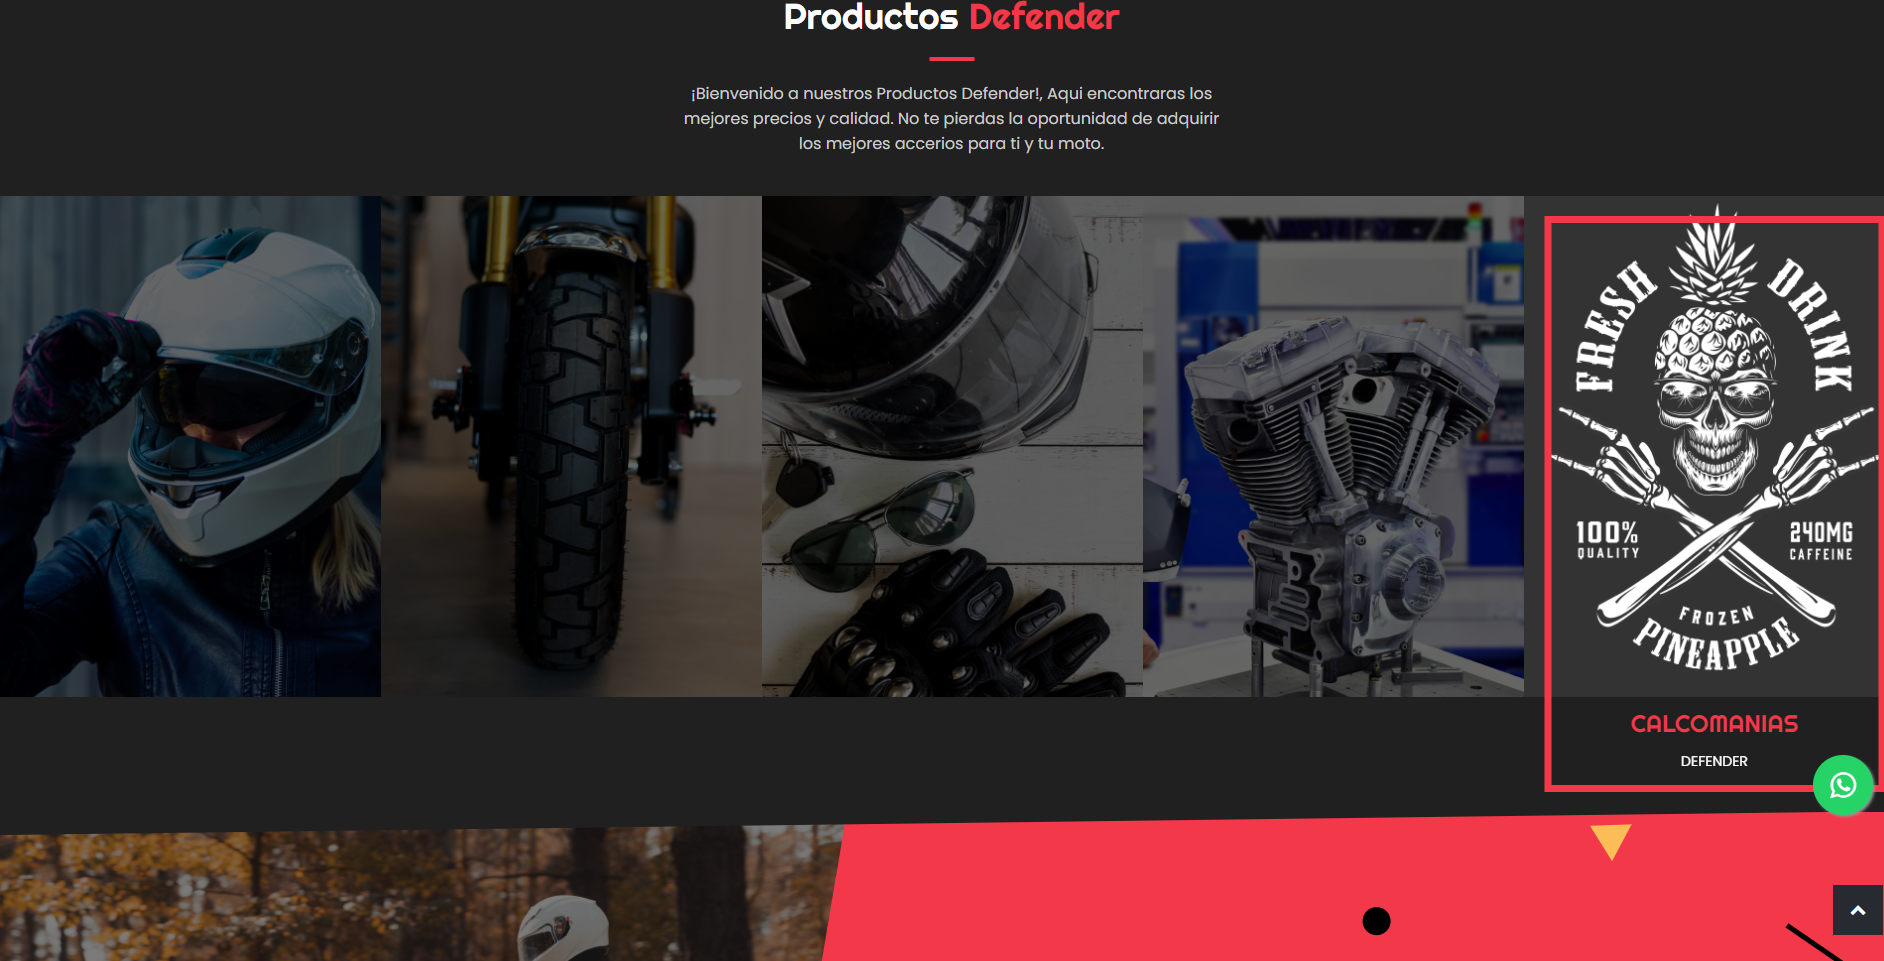 Productos Defender
¡Bienvenido a nuestros Productos Defender!, Aqui encontraras los
mejores precios y calidad. No te pierdas la oportunidad de adquirir
los mejores accerios para ti y tu moto.
FRESH DRINK
100% QUALITY
240MG CAFFEINE
FROZEN
PINEAPPLE
CALCOMANIAS
DEFENDER